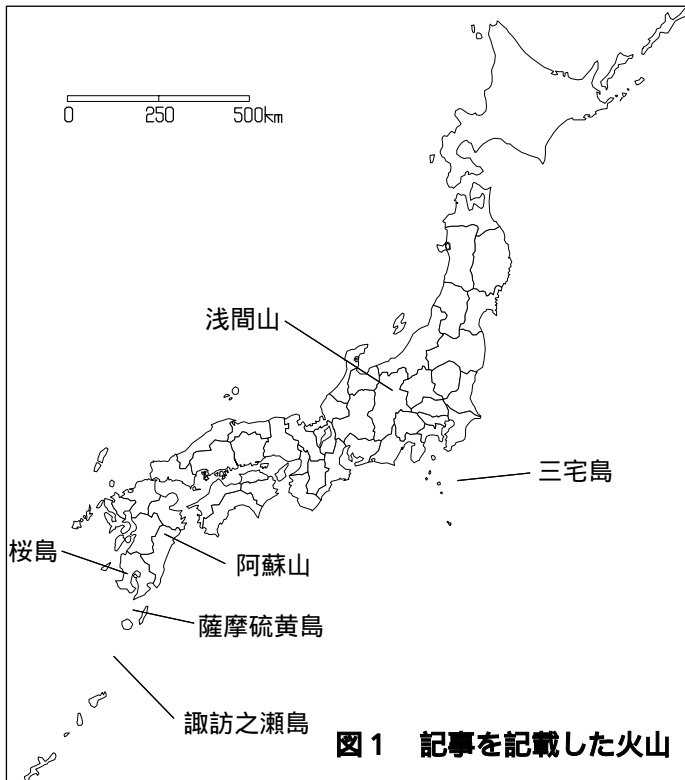 0 250 500km
浅間山
三宅島
桜島
阿蘇山
薩摩硫黄島
諏訪之瀬島
図1 記事を記載した火山